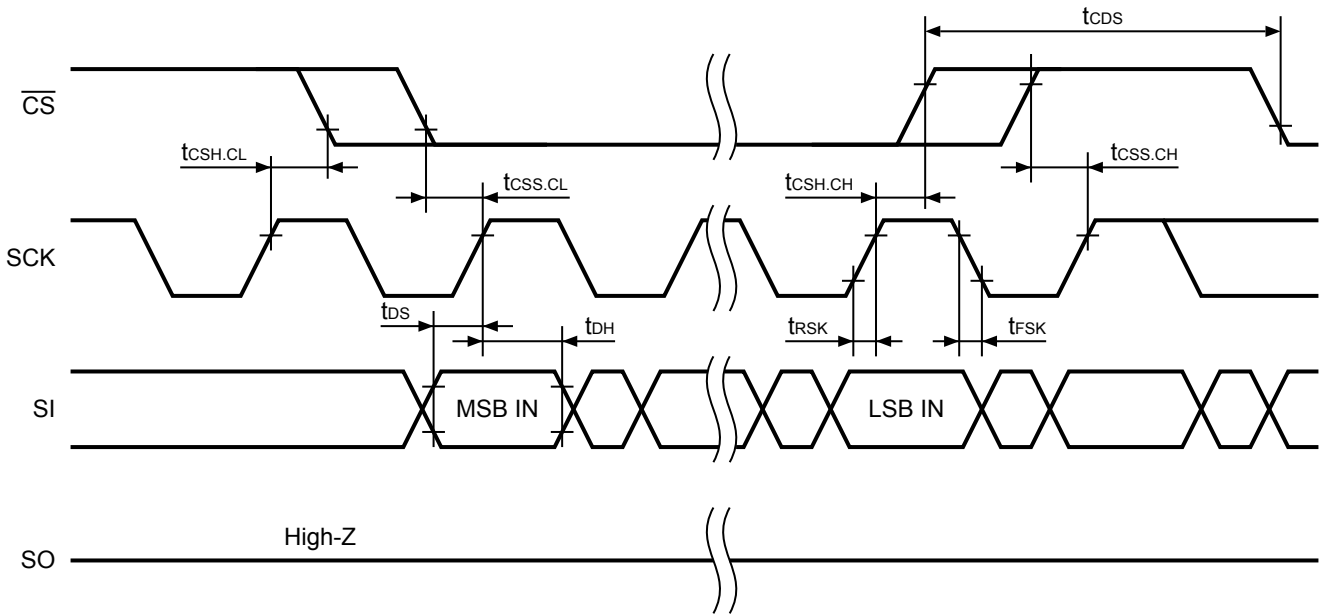 tCDS
CS
tCSH.CL
tCSS.CL
tCSH.CH
tCSS.CH
SCK
tDS
tDH
tRSK
tFSK
SI
MSB IN
LSB IN
High-Z
SO